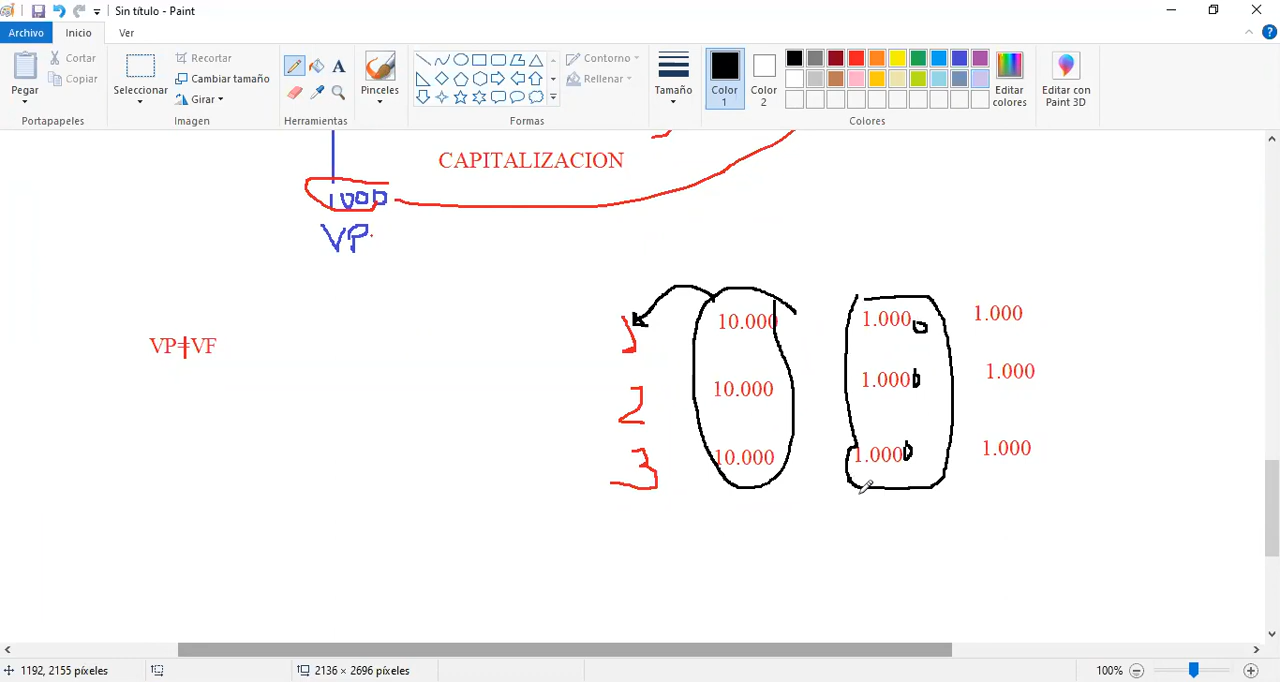 Sin título - Paint
Archivo Inicio Ver
Pegar
Cortar
Copiar
Portapapeles
Seleccionar
Recortar
Cambiar tamaño
Girar
Imagen
A
Herramientas
Pinceles
Contorno
Rellenar
Formas
Tamaño
Color 1
Color 2
Editar colores
Editar con Paint 3D
Colores
CAPITALIZACION
1000
VP.
1 10.000 1.0000 1.000
VP=VF
2 10.000 1.0000 1.000
3 10.000 1.0000 1.000
1192, 2155 píxeles 2136 × 2696 píxeles 100%